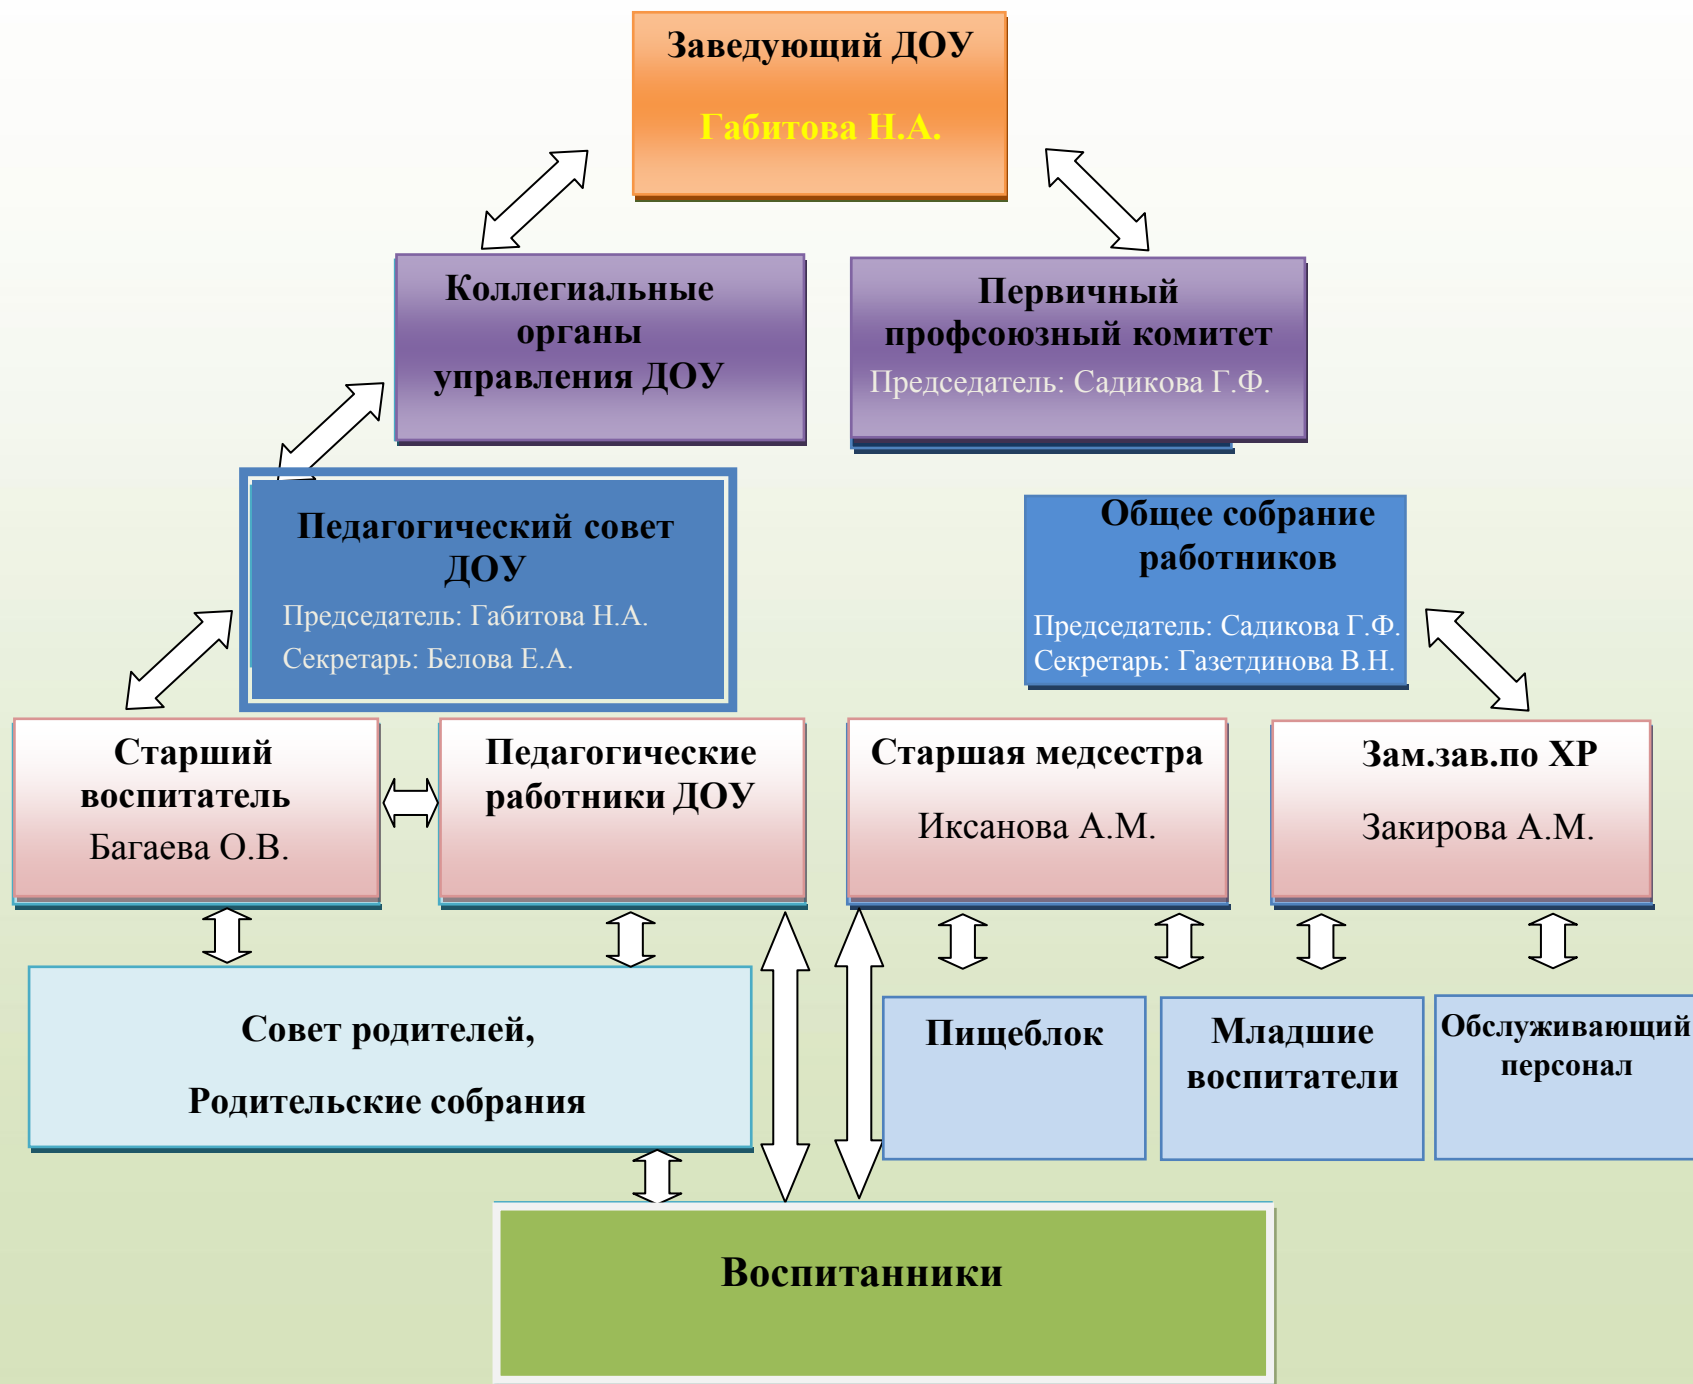 Заведующий ДОУ
Габитова Н.А.
Коллегиальные
органы
управления ДОУ
Первичный
профсоюзный комитет
Председатель: Садикова Г.Ф.
Педагогический совет
ДОУ
Председатель: Габитова Н.А.
Секретарь: Белова Е.А.
Общее собрание
работников
Председатель: Садикова Г.Ф.
Секретарь: Газетдинова В.Н.
Старший
воспитатель
Багаева О.В.
Педагогические
работники ДОУ
Старшая медсестра
Иксанова А.М.
Зам.зав.по ХР
Закирова А.М.
Совет родителей,
Родительские собрания
Пищеблок
Младшие
воспитатели
Обслуживающий
персонал
Воспитанники